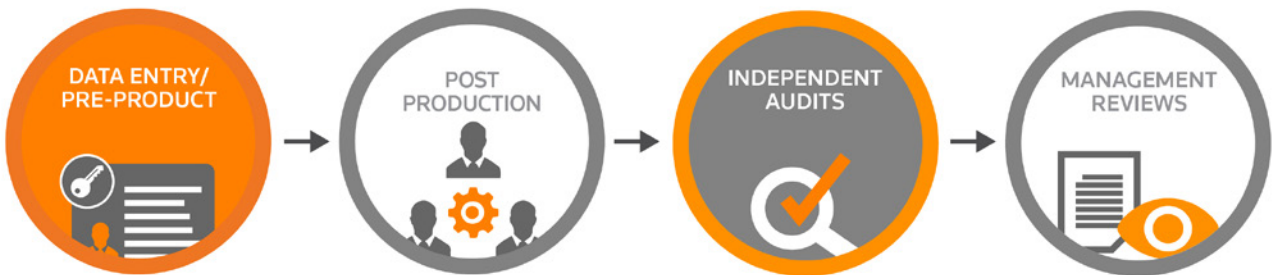 DATA ENTRY/
PRE-PRODUCT
POST
PRODUCTION
INDEPENDENT
AUDITS
MANAGEMENT
REVIEWS